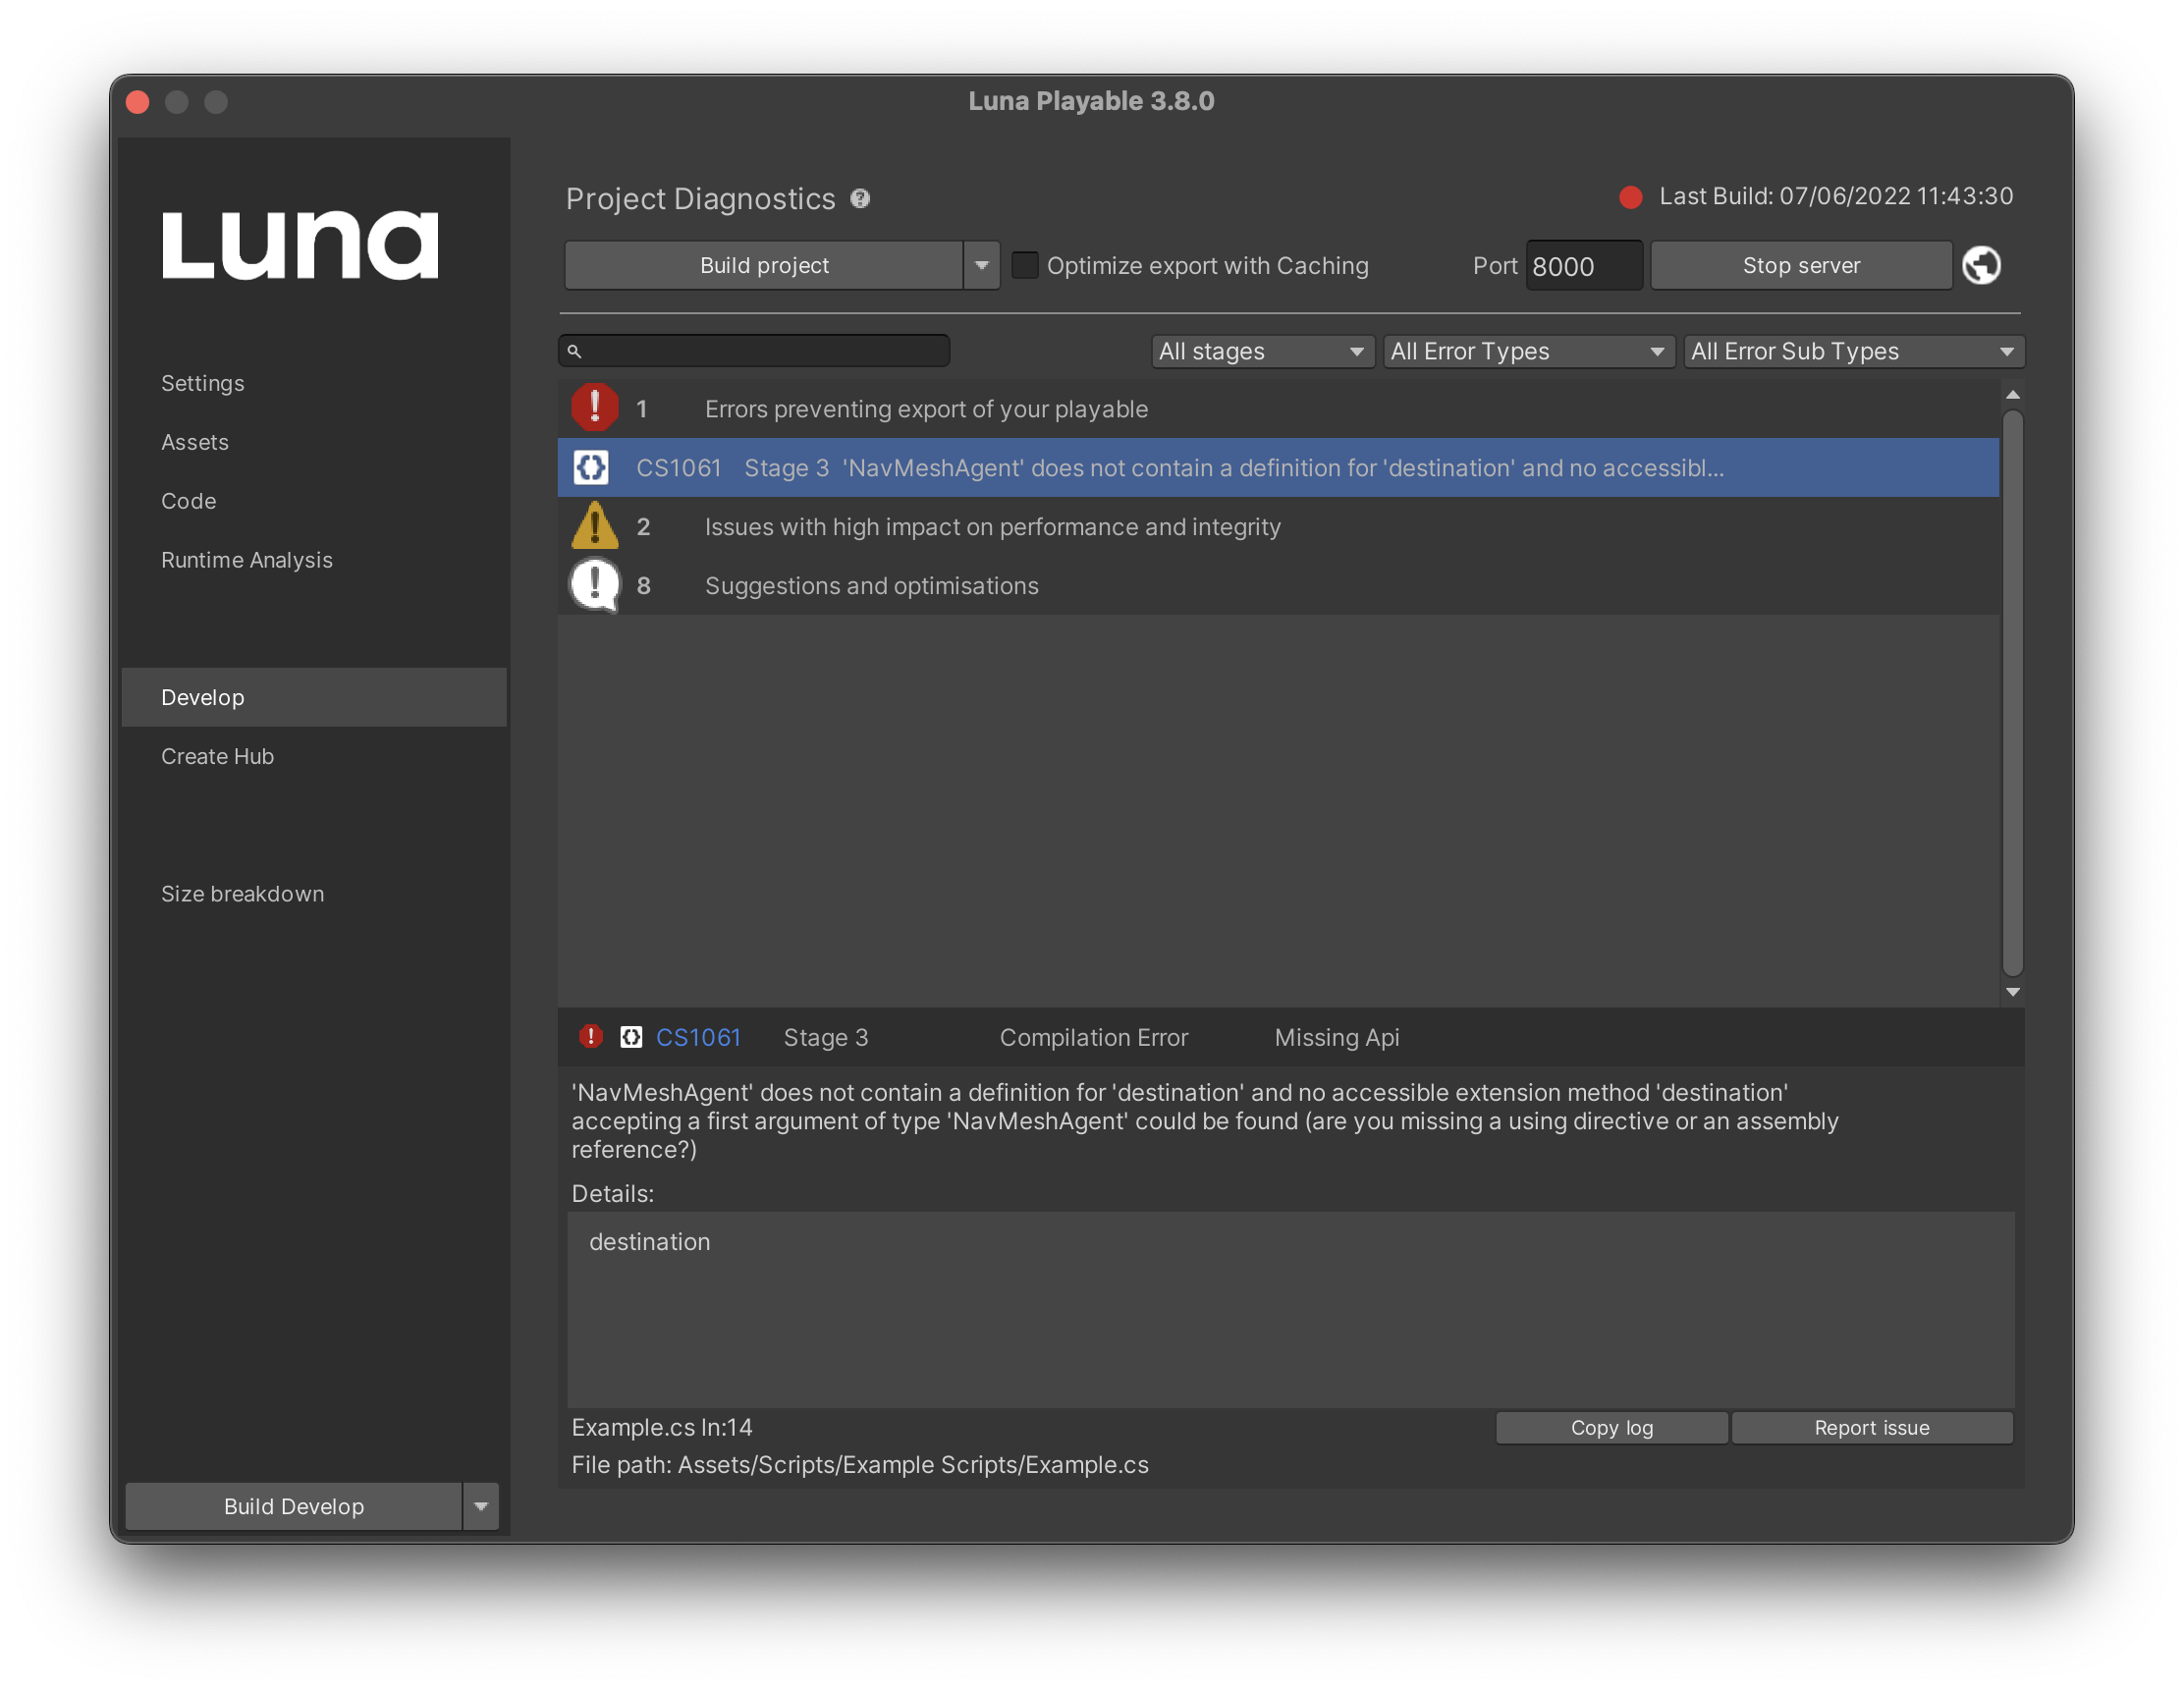 Luna Playable 3.8.0
Luna
Settings
Assets
Code
Runtime Analysis
Develop
Create Hub
Size breakdown
Build Develop
Project Diagnostics
Last Build: 07/06/2022 11:43:30
Build project
Optimize export with Caching
Port 8000
Stop server
All stages
All Error Types
All Error Sub Types
1 Errors preventing export of your playable
CS1061 Stage 3 'NavMeshAgent' does not contain a definition for 'destination' and no accessibl...
2 Issues with high impact on performance and integrity
8 Suggestions and optimisations
CS1061 Stage 3 Compilation Error Missing Api
'NavMeshAgent' does not contain a definition for 'destination' and no accessible extension method 'destination'
accepting a first argument of type 'NavMeshAgent' could be found (are you missing a using directive or an assembly
reference?)
Details:
destination
Example.cs ln:14
Copy log
Report issue
File path: Assets/Scripts/Example Scripts/Example.cs